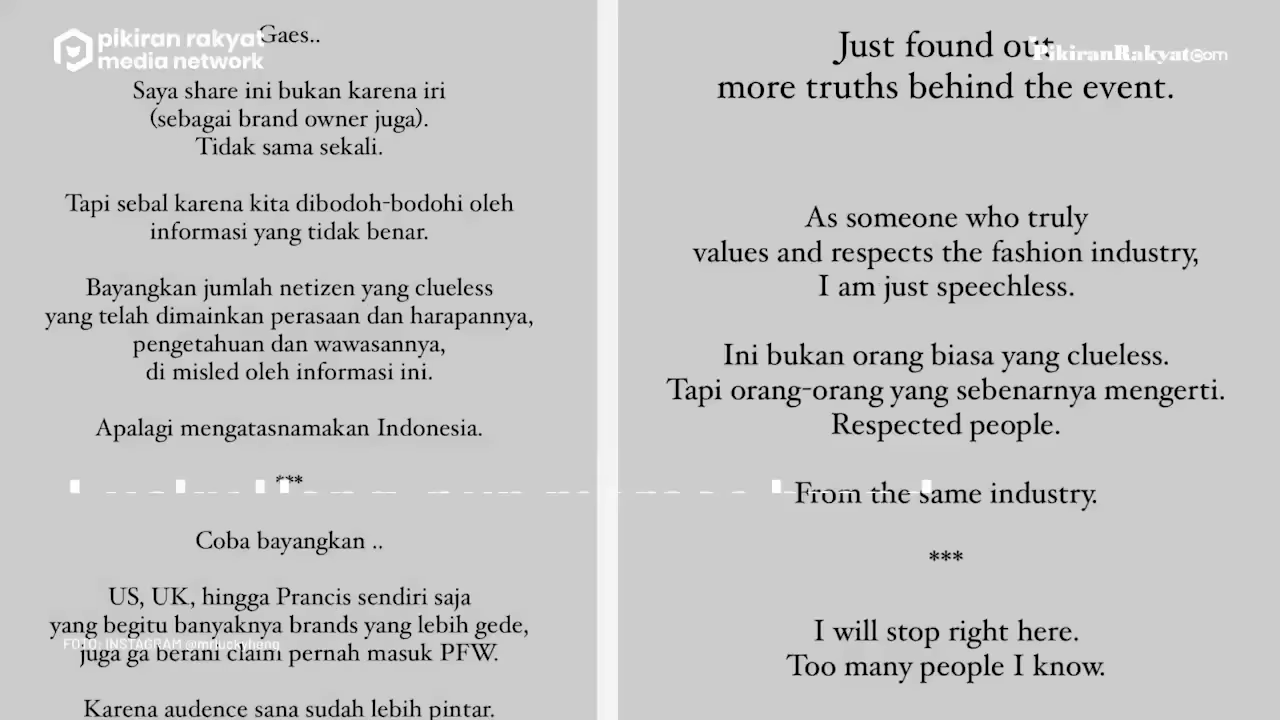 pikiran rakyat
media network
Gaes..
Saya share ini bukan karena iri
(sebagai brand owner juga).
Tidak sama sekali.
Tapi sebal karena kita dibodoh-bodohi oleh
informasi yang tidak benar.
Bayangkan jumlah netizen yang clueless
yang telah dimainkan perasaan dan harapannya,
pengetahuan dan wawasannya,
di misled oleh informasi ini.
Apalagi mengatasnamakan Indonesia.
***
Coba bayangkan ..
US, UK, hingga Prancis sendiri saja
yang begitu banyaknya brands yang lebih gede,
FOTO: INSTAGRAM @mrluckyheng
juga ga berani claim pernah masuk PFW.
Karena audence sana sudah lebih pintar.
PikiranRakyat.com
Just found out
more truths behind the event.
As someone who truly
values and respects the fashion industry,
I am just speechless.
Ini bukan orang biasa yang clueless.
Tapi orang-orang yang sebenarnya mengerti.
Respected people.
From the same industry.
***
I will stop right here.
Too many people I know.